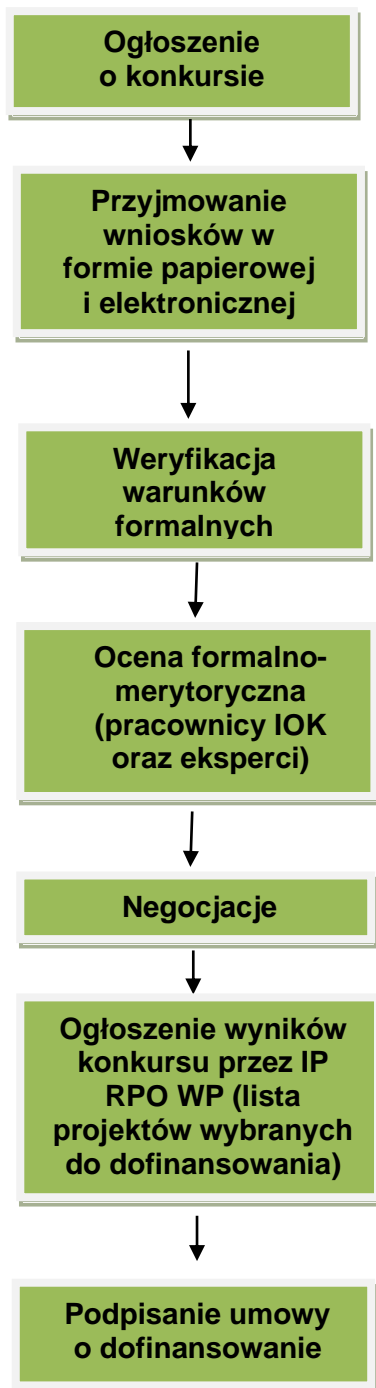 Ogłoszenie
o konkursie
Przyjmowanie
wniosków w
formie papierowej
i elektronicznej
Weryfikacja
warunków
formalnych
Ocena formalno-
merytoryczna
(pracownicy IOK
oraz eksperci)
Negocjacje
Ogłoszenie wyników
konkursu przez IP
RPO WP (lista
projektów wybranych
do dofinansowania)
Podpisanie umowy
o dofinansowanie